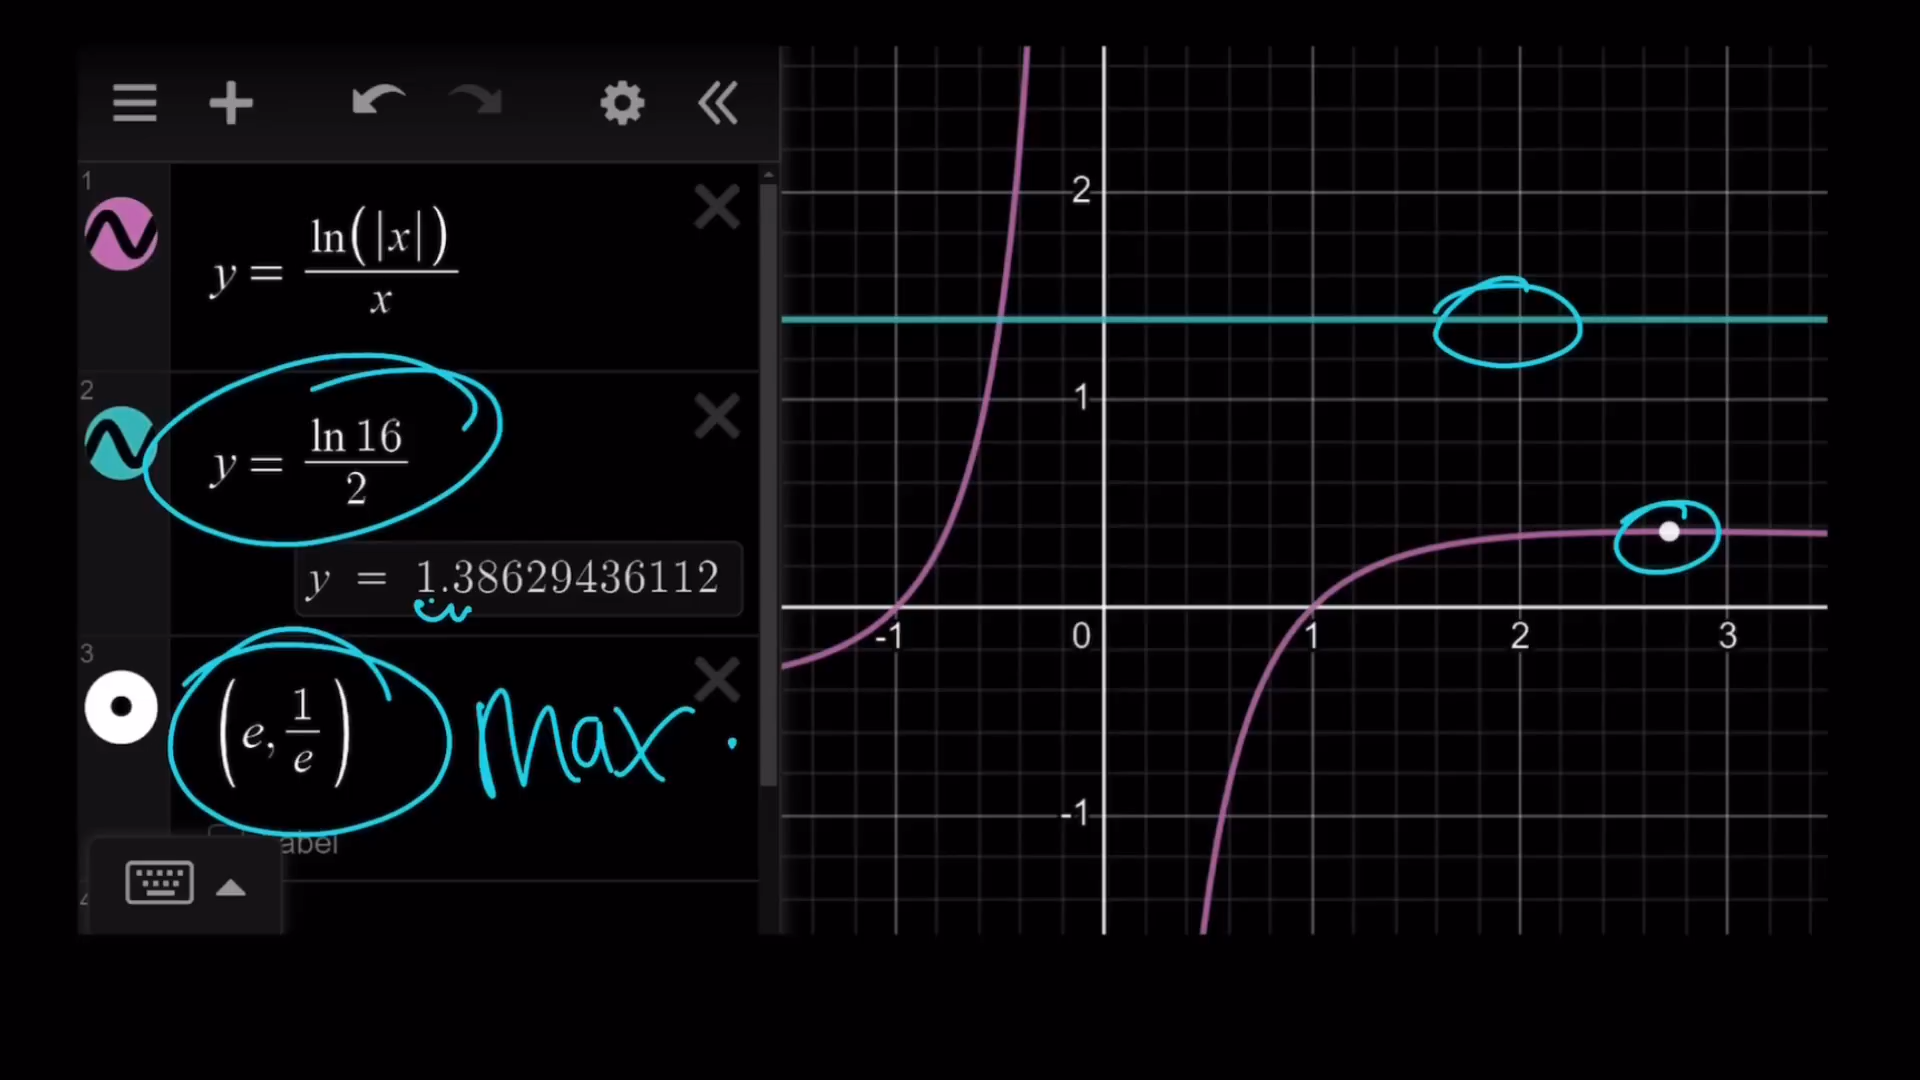 1
y = ln(|x|)/x
2
y = ln 16/2
y = 1.38629436112
3
(e, 1/e) Max.
abel
4
2
1
-1 0 1 2 3
-1